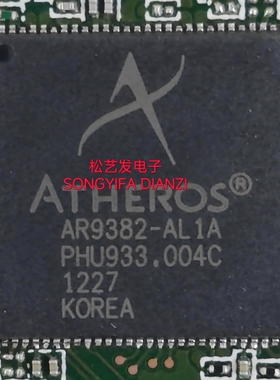 松艺发电子
SONGYIFA DIANZI
ATHEROS®
AR9382-AL1A
PHU933.004C
1227
KOREA